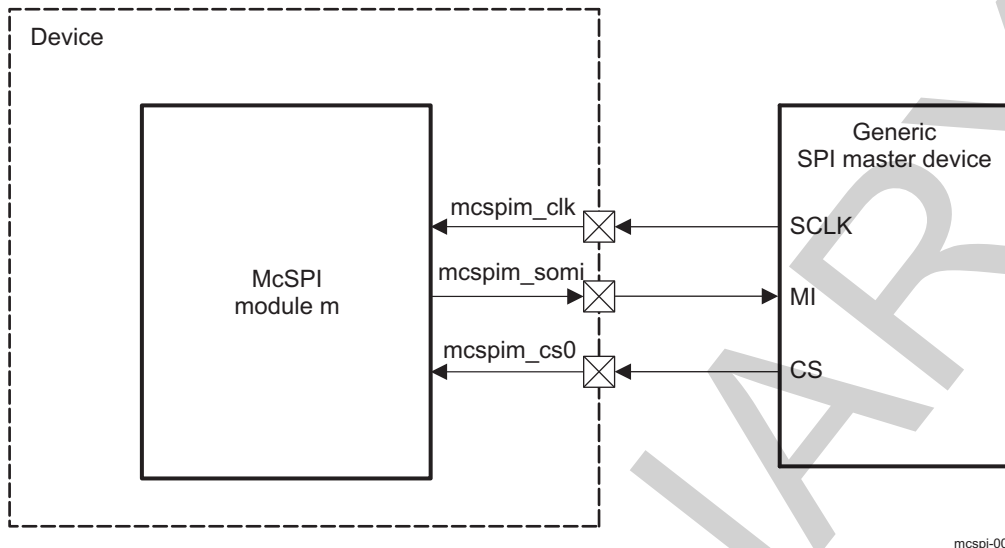 Device
Generic
SPI master device
mcspim_clk
SCLK
McSPI
module m
mcspim_somi
MI
mcspim_cs0
CS